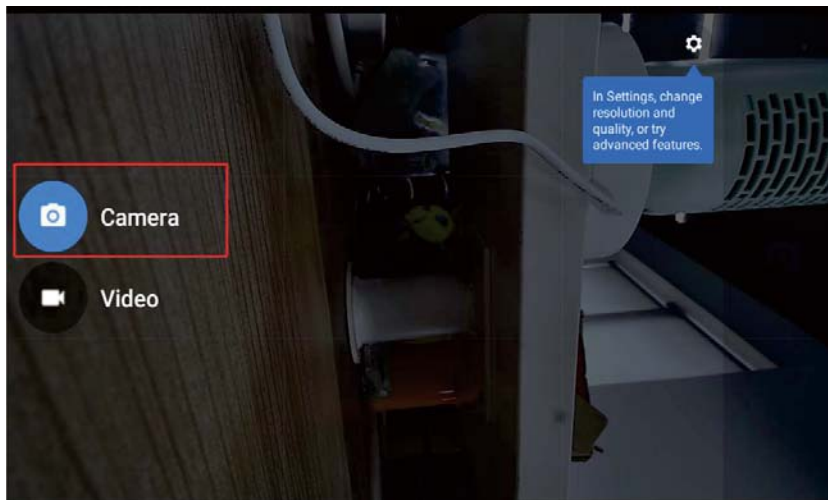 In Settings, change
resolution and
quality, or try
advanced features.
Camera
Video